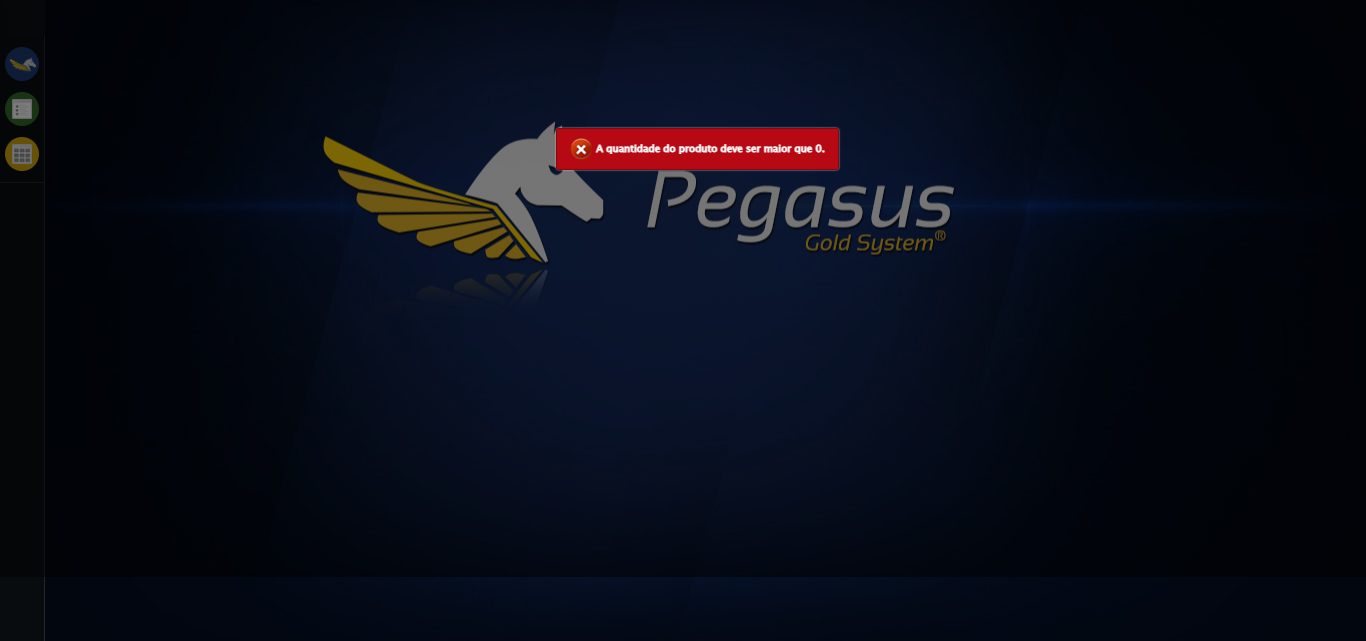 A quantidade do produto deve ser maior que 0.
Pegasus
Gold System®